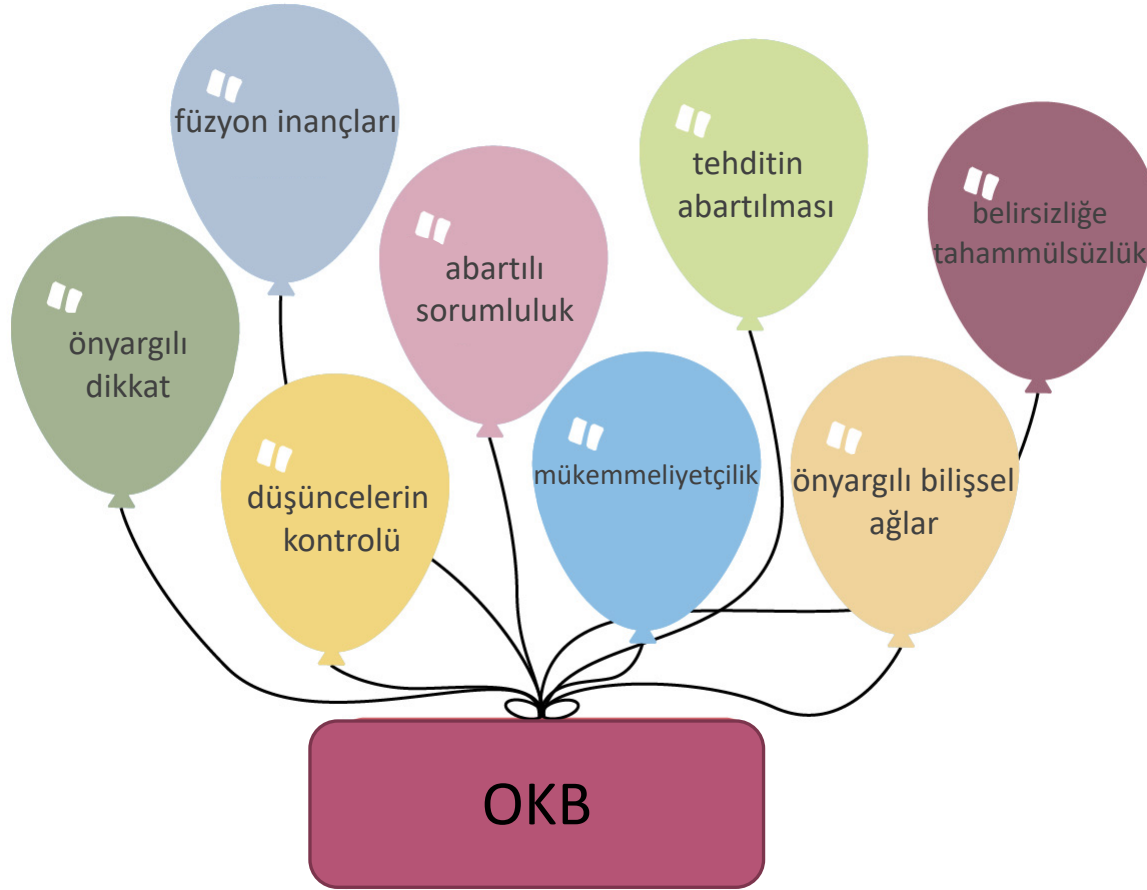 füzyon inançları
tehditin
abartılması
belirsizliğe
tahammülsüzlük
abartılı
sorumluluk
önyargılı
dikkat
düşüncelerin
kontrolü
mükemmeliyetçilik
önyargılı bilişsel
ağlar
OKB